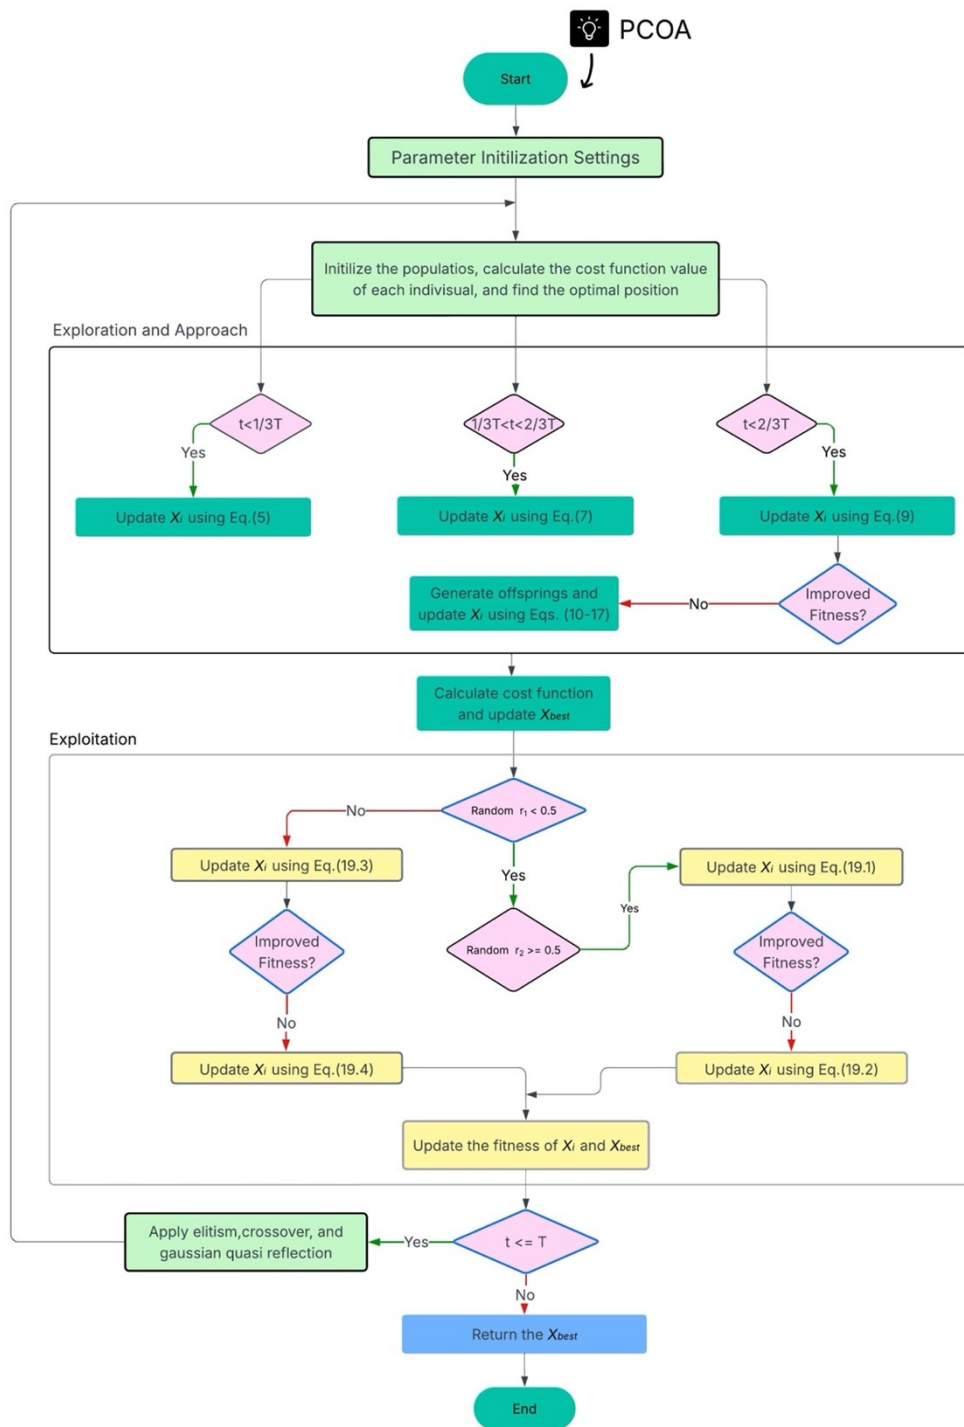 PCOA
Start
Parameter Initilization Settings
Initilize the populatios, calculate the cost function value
of each indivisual, and find the optimal position
Exploration and Approach
t<1/3T
1/3T<t<2/3T
t<2/3T
Yes
Yes
Yes
Update Xi using Eq.(5)
Update Xi using Eq.(7)
Update Xi using Eq.(9)
Generate offsprings and
update Xi using Eqs. (10-17)
No
Improved
Fitness?
Calculate cost function
and update Xbest
Exploitation
Random r1 < 0.5
No
Update Xi using Eq.(19.3)
Yes
Yes
Update Xi using Eq.(19.1)
Improved
Fitness?
Random r2 >= 0.5
Improved
Fitness?
No
No
Update Xi using Eq.(19.4)
Update Xi using Eq.(19.2)
Update the fitness of Xi and Xbest
Apply elitism,crossover, and
gaussian quasi reflection
Yes
t <= T
No
Return the Xbest
End